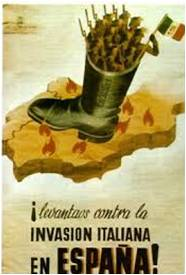 ¡levantaos contra la
INVASION ITALIANA
EN ESPAÑA!